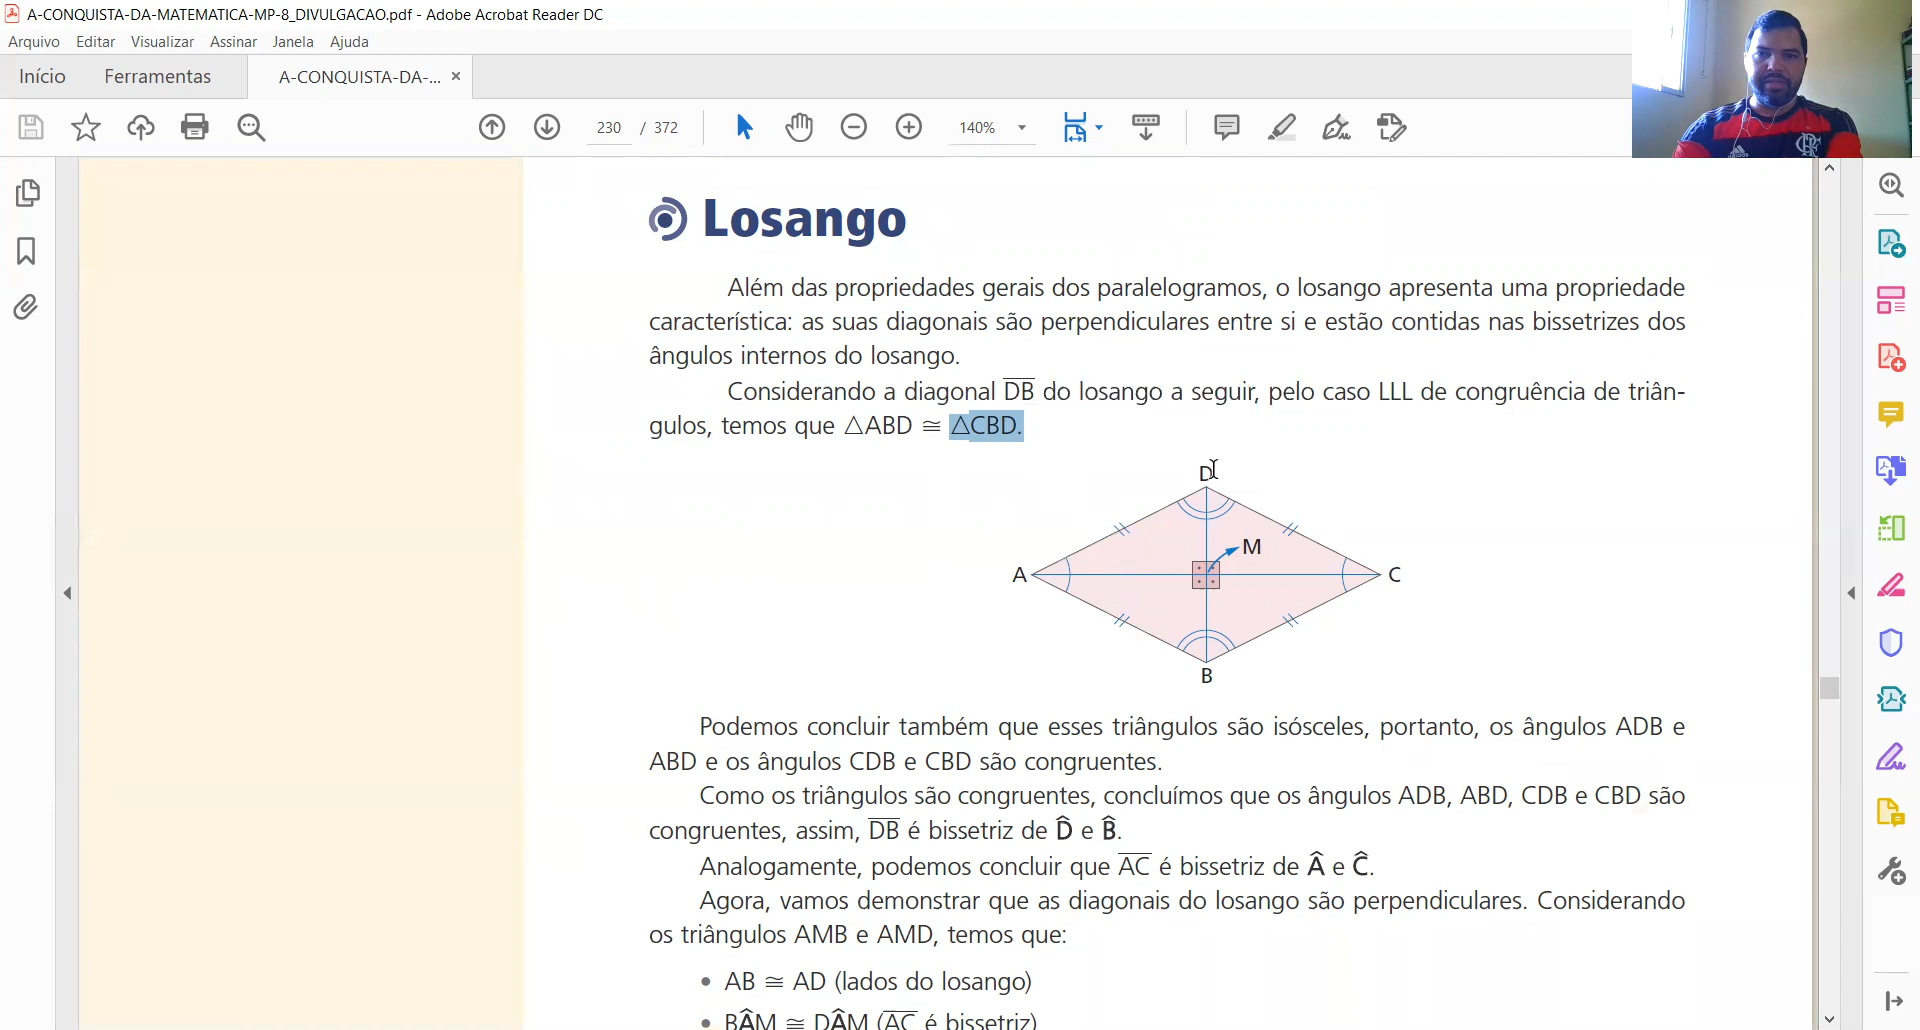 A-CONQUISTA-DA-MATEMATICA-MP-8_DIVULGACAO.pdf - Adobe Acrobat Reader DC
Arquivo Editar Visualizar Assinar Janela Ajuda
Início Ferramentas A-CONQUISTA-DA-... ×
230 / 372 140%
Losango
Além das propriedades gerais dos paralelogramos, o losango apresenta uma propriedade
característica: as suas diagonais são perpendiculares entre si e estão contidas nas bissetrizes dos
ângulos internos do losango.
Considerando a diagonal D̅B̅ do losango a seguir, pelo caso LLL de congruência de triân-
gulos, temos que △ABD ≅ △CBD.
D
M
A
C
B
Podemos concluir também que esses triângulos são isósceles, portanto, os ângulos ADB e
ABD e os ângulos CDB e CBD são congruentes.
Como os triângulos são congruentes, concluímos que os ângulos ADB, ABD, CDB e CBD são
congruentes, assim, D̅B̅ é bissetriz de D̂ e B̂.
Analogamente, podemos concluir que A̅C̅ é bissetriz de Â e Ĉ.
Agora, vamos demonstrar que as diagonais do losango são perpendiculares. Considerando
os triângulos AMB e AMD, temos que:
• AB ≅ AD (lados do losango)
• BÂM ≅ DÂM (A̅C̅ é bissetriz)